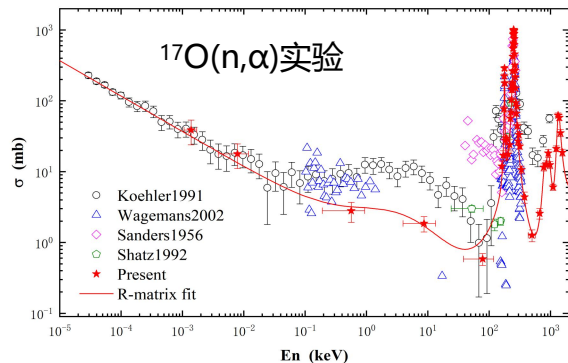 ¹⁷O(n,α)实验
σ (mb)
10³
10²
10¹
10⁰
10⁻¹
Koehler1991
Wagemans2002
Sanders1956
Shatz1992
Present
R-matrix fit
10⁻⁵ 10⁻⁴ 10⁻³ 10⁻² 10⁻¹ 10⁰ 10¹ 10² 10³
En (keV)